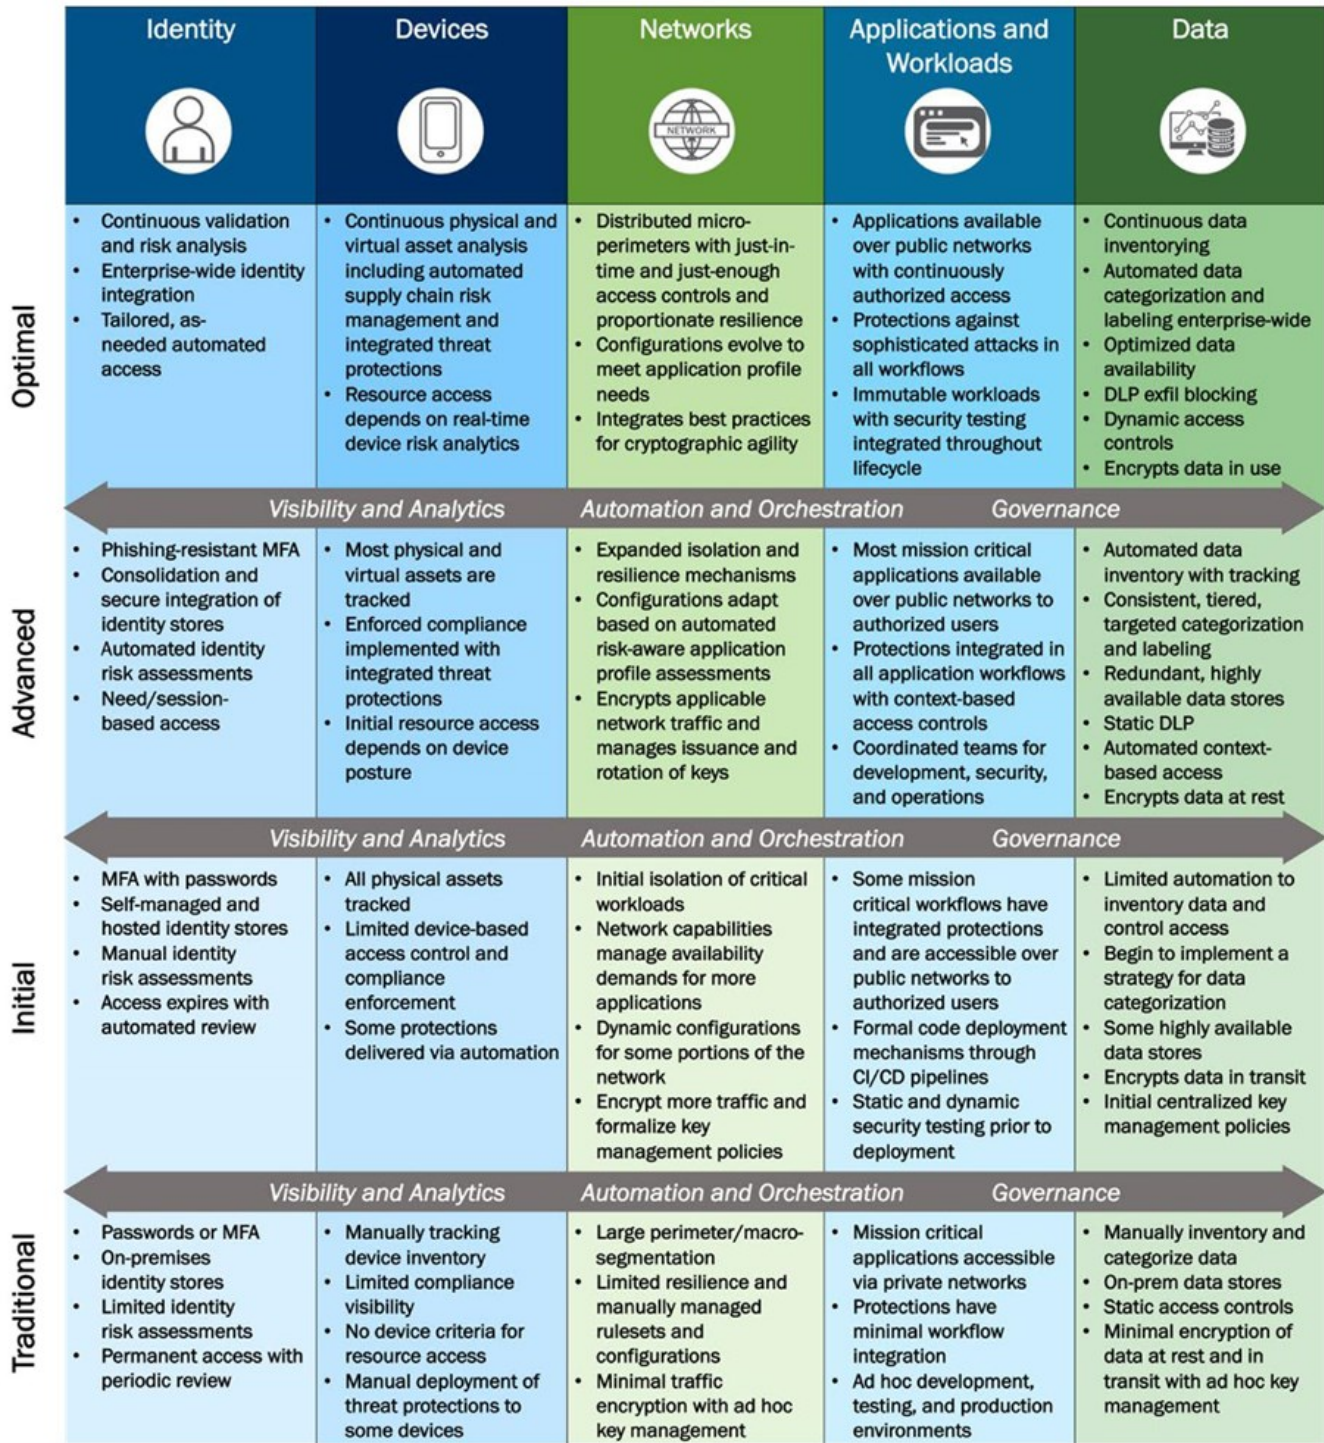 Identity
Devices
Networks
Applications and
Workloads
Data
NETWORK
Optimal
• Continuous validation
and risk analysis
• Enterprise-wide identity
integration
• Tailored, as-
needed automated
access
• Continuous physical and
virtual asset analysis
including automated
supply chain risk
management and
integrated threat
protections
• Resource access
depends on real-time
device risk analytics
• Distributed micro-
perimeters with just-in-
time and just-enough
access controls and
proportionate resilience
• Configurations evolve to
meet application profile
needs
• Integrates best practices
for cryptographic agility
• Applications available
over public networks
with continuously
authorized access
• Protections against
sophisticated attacks in
all workflows
• Immutable workloads
with security testing
integrated throughout
lifecycle
• Continuous data
inventorying
• Automated data
categorization and
labeling enterprise-wide
• Optimized data
availability
• DLP exfil blocking
• Dynamic access
controls
• Encrypts data in use
Visibility and Analytics Automation and Orchestration Governance
Advanced
• Phishing-resistant MFA
• Consolidation and
secure integration of
identity stores
• Automated identity
risk assessments
• Need/session-
based access
• Most physical and
virtual assets are
tracked
• Enforced compliance
implemented with
integrated threat
protections
• Initial resource access
depends on device
posture
• Expanded isolation and
resilience mechanisms
• Configurations adapt
based on automated
risk-aware application
profile assessments
• Encrypts applicable
network traffic and
manages issuance and
rotation of keys
• Most mission critical
applications available
over public networks to
authorized users
• Protections integrated in
all application workflows
with context-based
access controls
• Coordinated teams for
development, security,
and operations
• Automated data
inventory with tracking
• Consistent, tiered,
targeted categorization
and labeling
• Redundant, highly
available data stores
• Static DLP
• Automated context-
based access
• Encrypts data at rest
Visibility and Analytics Automation and Orchestration Governance
Initial
• MFA with passwords
• Self-managed and
hosted identity stores
• Manual identity
risk assessments
• Access expires with
automated review
• All physical assets
tracked
• Limited device-based
access control and
compliance
enforcement
• Some protections
delivered via automation
• Initial isolation of critical
workloads
• Network capabilities
manage availability
demands for more
applications
• Dynamic configurations
for some portions of the
network
• Encrypt more traffic and
formalize key
management policies
• Some mission
critical workflows have
integrated protections
and are accessible over
public networks to
authorized users
• Formal code deployment
mechanisms through
CI/CD pipelines
• Static and dynamic
security testing prior to
deployment
• Limited automation to
inventory data and
control access
• Begin to implement a
strategy for data
categorization
• Some highly available
data stores
• Encrypts data in transit
• Initial centralized key
management policies
Visibility and Analytics Automation and Orchestration Governance
Traditional
• Passwords or MFA
• On-premises
identity stores
• Limited identity
risk assessments
• Permanent access with
periodic review
• Manually tracking
device inventory
• Limited compliance
visibility
• No device criteria for
resource access
• Manual deployment of
threat protections to
some devices
• Large perimeter/macro-
segmentation
• Limited resilience and
manually managed
rulesets and
configurations
• Minimal traffic
encryption with ad hoc
key management
• Mission critical
applications accessible
via private networks
• Protections have
minimal workflow
integration
• Ad hoc development,
testing, and production
environments
• Manually inventory and
categorize data
• On-prem data stores
• Static access controls
• Minimal encryption of
data at rest and in
transit with ad hoc key
management